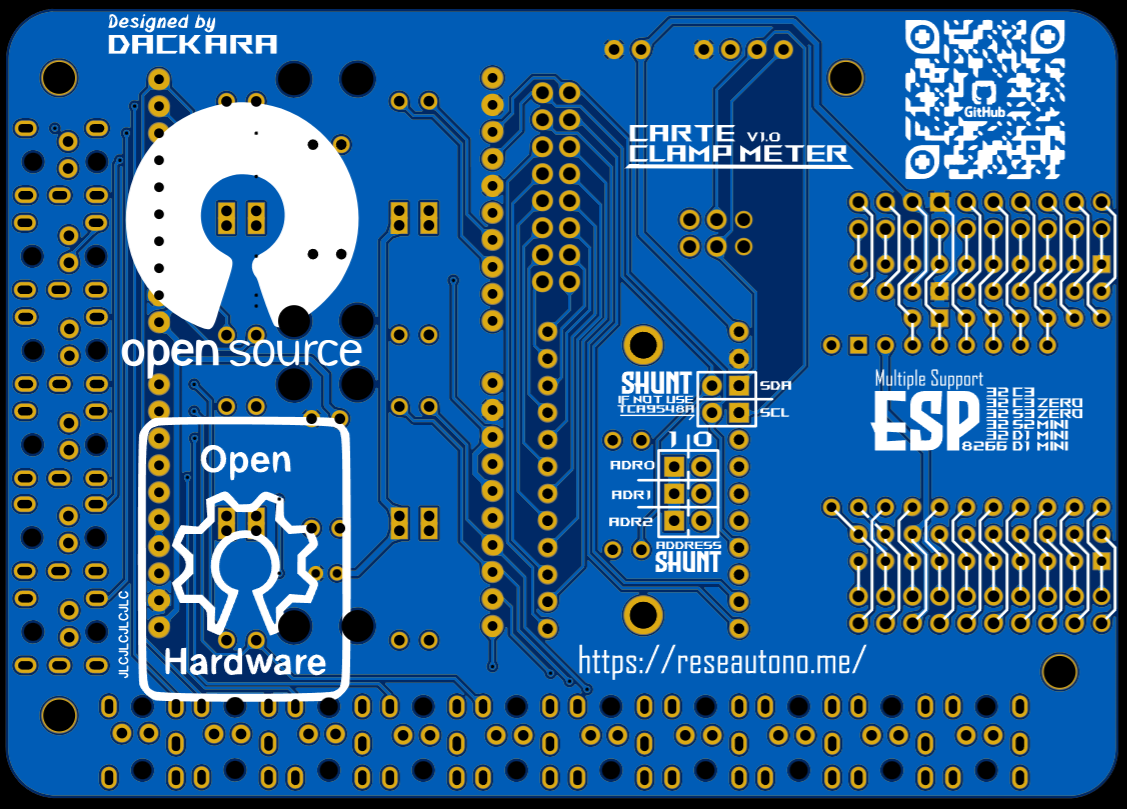 Designed by
DACKARA
GitHub
CARTE V1.0
CLAMP METER
open source
SHUNT
IF NOT USE
TCA9548A
SDA
SCL
Multiple Support
ESP
32 C3
32 C3 ZERO
32 S3 ZERO
32 S2 MINI
32 D1 MINI
8266 D1 MINI
1 0
ADR0
ADR1
ADR2
ADDRESS
SHUNT
Open
Hardware
JLCJLCJLCJLC
https://reseautono.me/